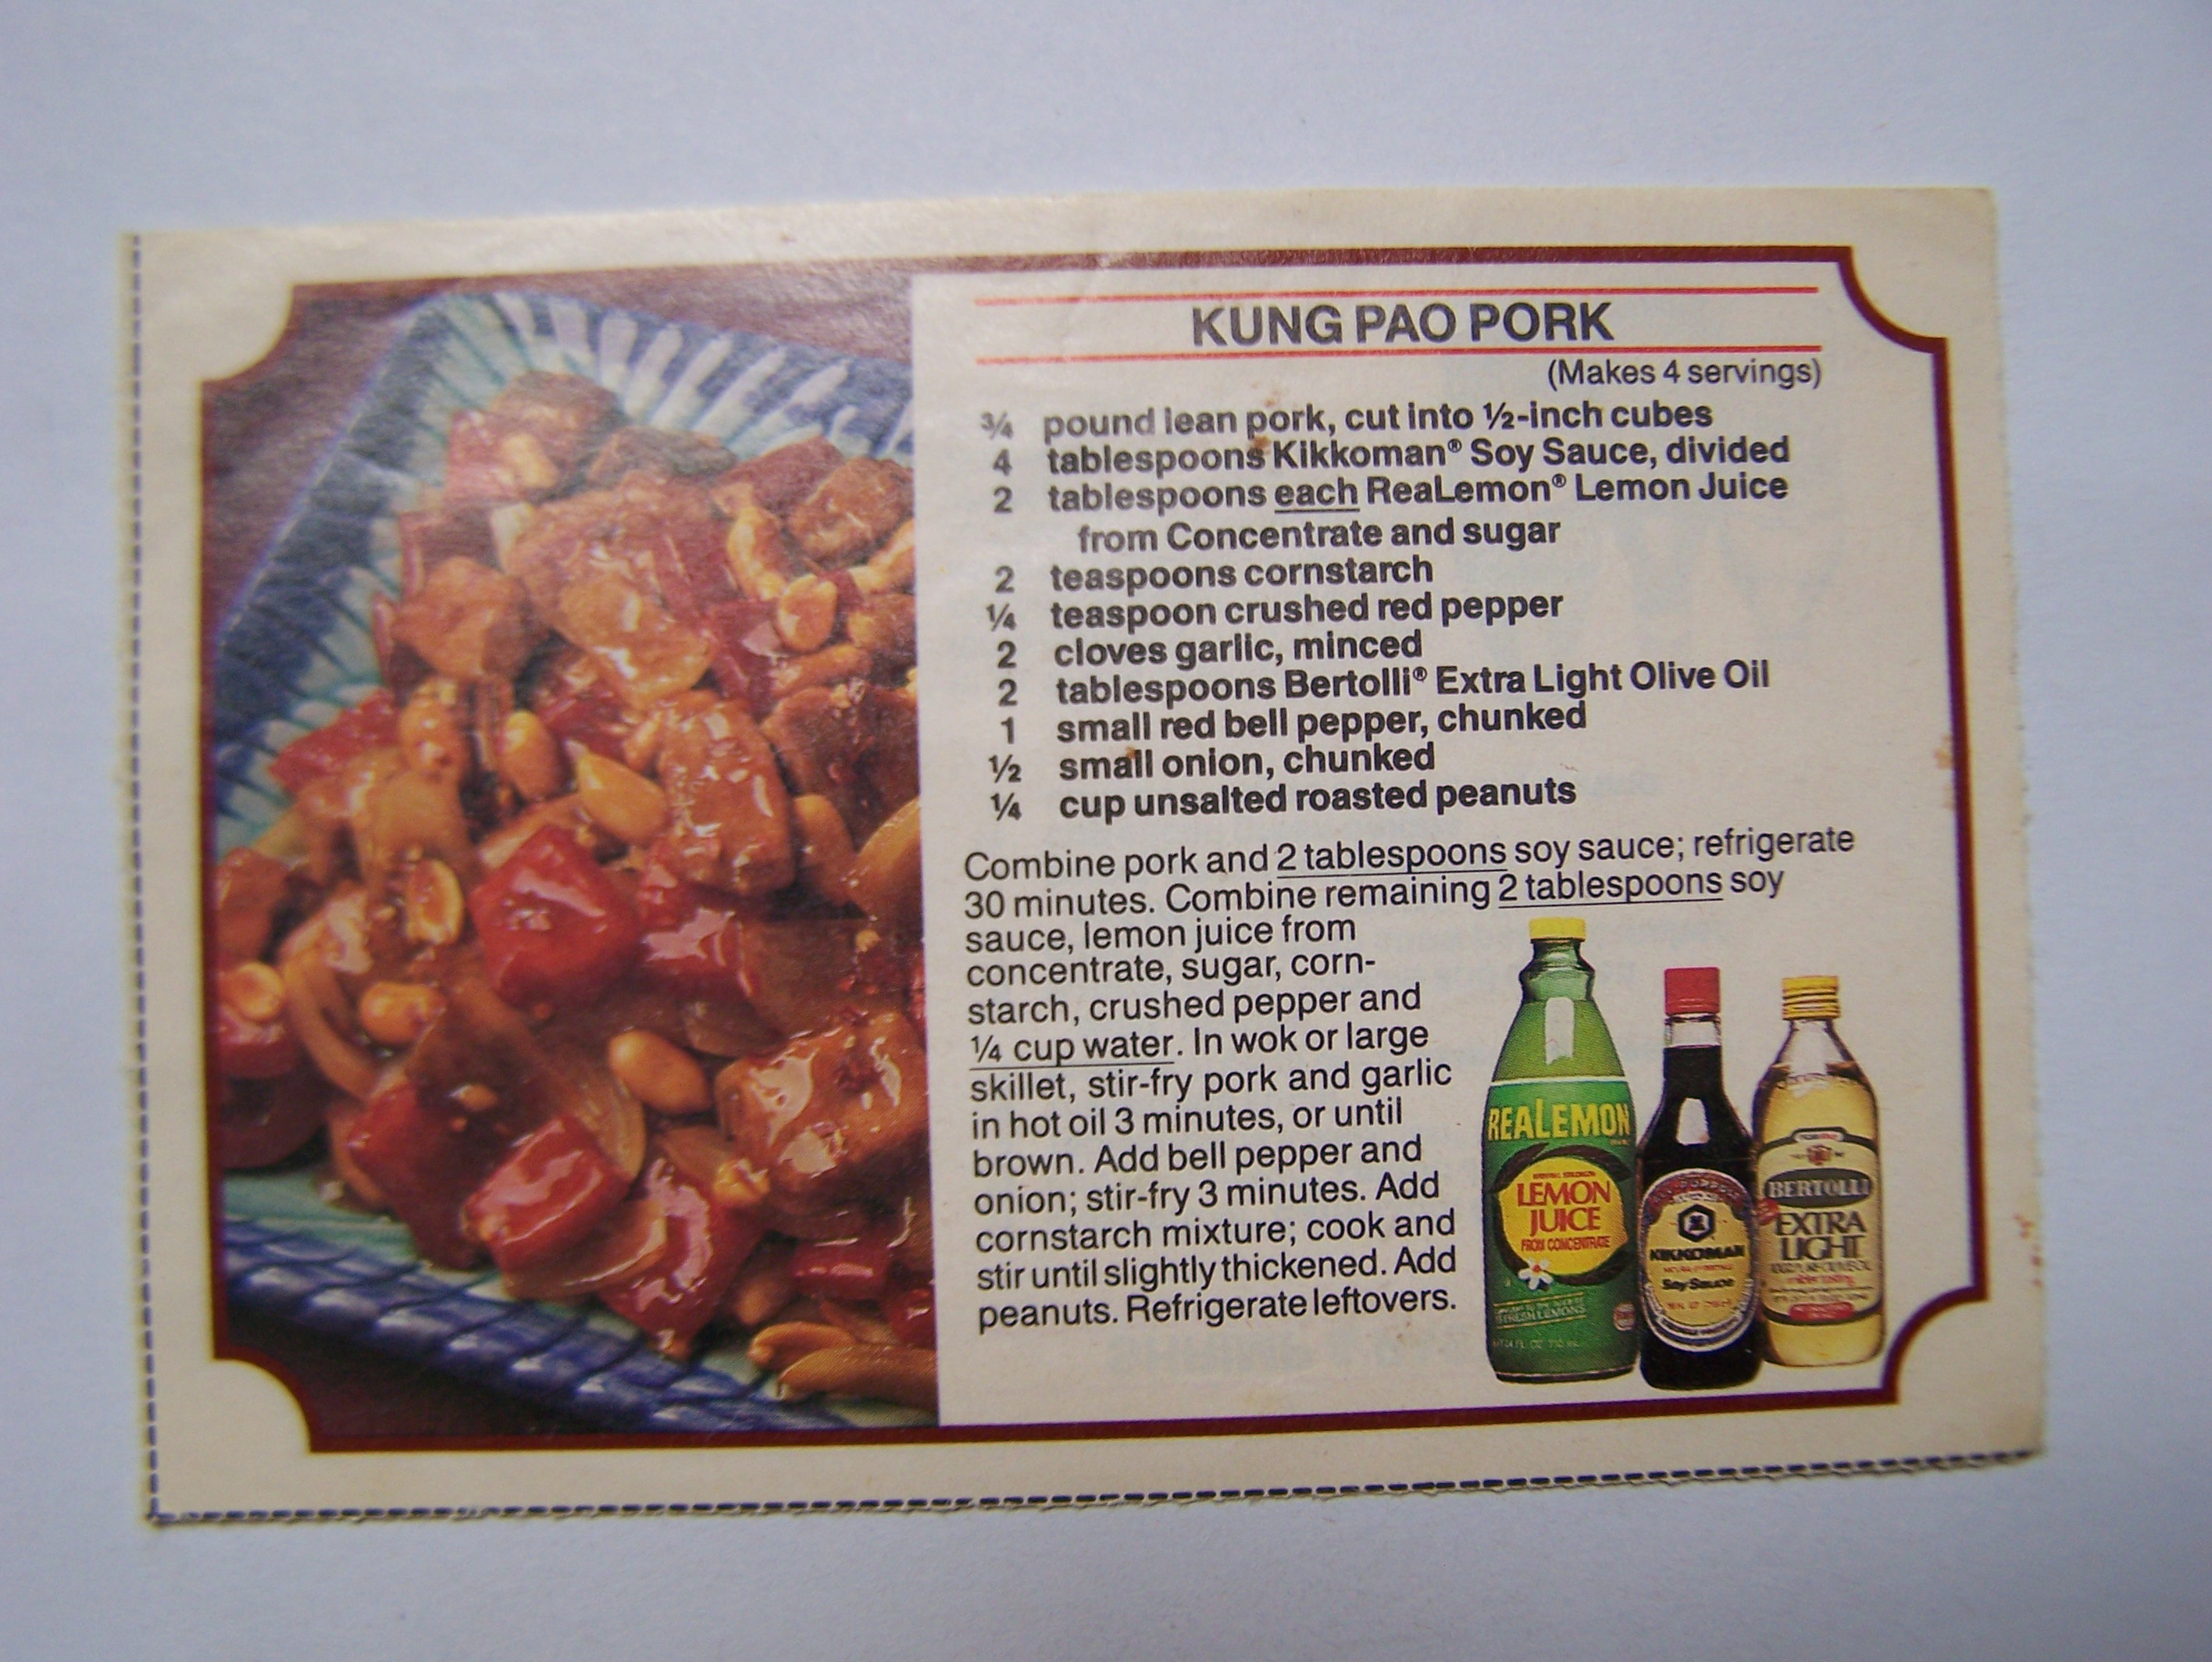 KUNG PAO PORK
(Makes 4 servings)
¾ pound lean pork, cut into ½-inch cubes
4 tablespoons Kikkoman® Soy Sauce, divided
2 tablespoons each ReaLemon® Lemon Juice
from Concentrate and sugar
2 teaspoons cornstarch
¼ teaspoon crushed red pepper
2 cloves garlic, minced
2 tablespoons Bertolli® Extra Light Olive Oil
1 small red bell pepper, chunked
½ small onion, chunked
¼ cup unsalted roasted peanuts
Combine pork and 2 tablespoons soy sauce; refrigerate
30 minutes. Combine remaining 2 tablespoons soy
sauce, lemon juice from
concentrate, sugar, corn-
starch, crushed pepper and
¼ cup water. In wok or large
skillet, stir-fry pork and garlic
in hot oil 3 minutes, or until
brown. Add bell pepper and
onion; stir-fry 3 minutes. Add
cornstarch mixture; cook and
stir until slightly thickened. Add
peanuts. Refrigerate leftovers.
REALEMON
LEMON
JUICE
FROM CONCENTRATE
FRESH LEMONS
KIKKOMAN
Soy Sauce
BERTOLLI
EXTRA
LIGHT